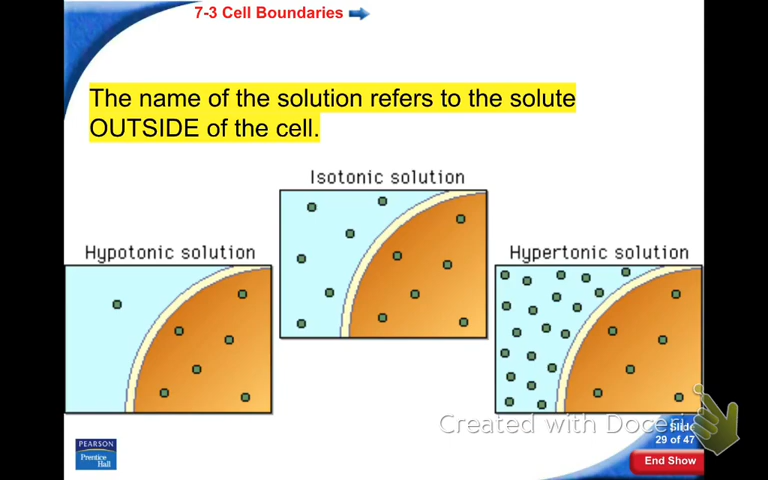 7-3 Cell Boundaries
The name of the solution refers to the solute
OUTSIDE of the cell.
Isotonic solution
Hypotonic solution
Hypertonic solution
Created with Doceri
Slide
29 of 47
End Show
PEARSON
Prentice
Hall